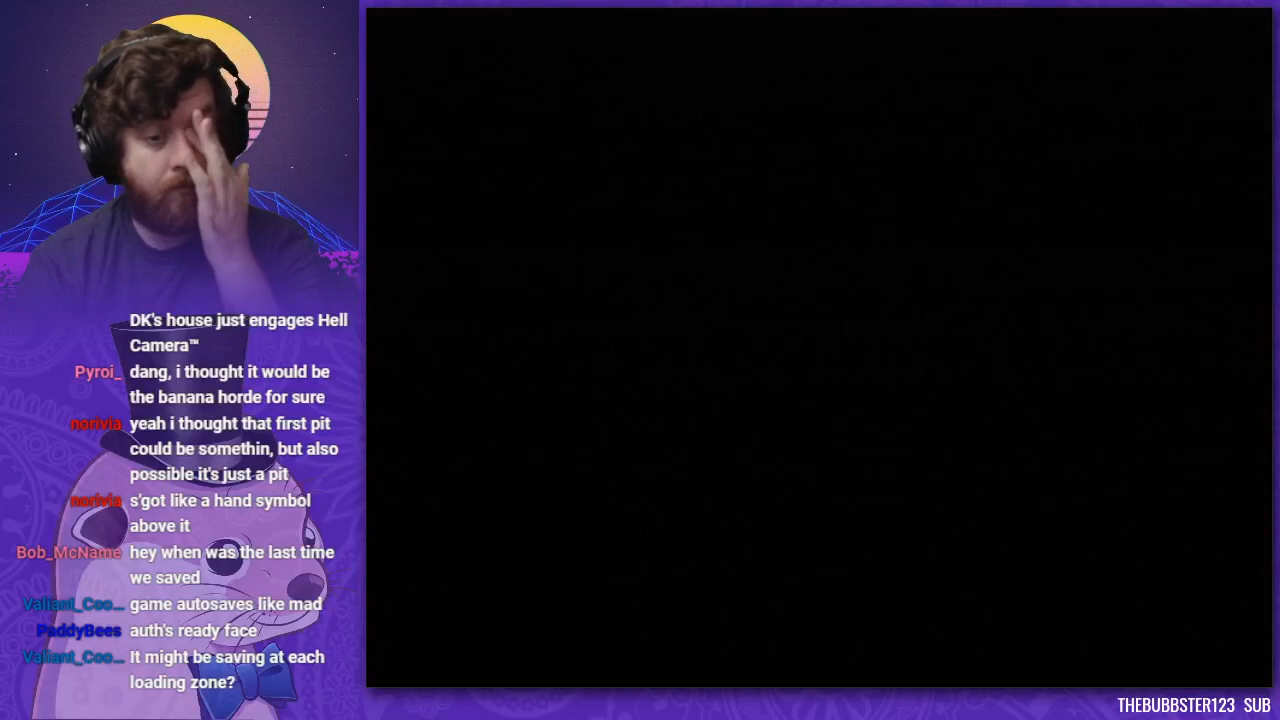 DK's house just engages Hell
Camera™
Pyroi_ dang, i thought it would be
the banana horde for sure
norivia yeah i thought that first pit
could be somethin, but also
possible it's just a pit
norivia s'got like a hand symbol
above it
Bob_McName hey when was the last time
we saved
Valiant_Coo... game autosaves like mad
PaddyBees auth's ready face
Valiant_Coo... It might be saving at each
loading zone?
THEBUBBSTER123 SUB